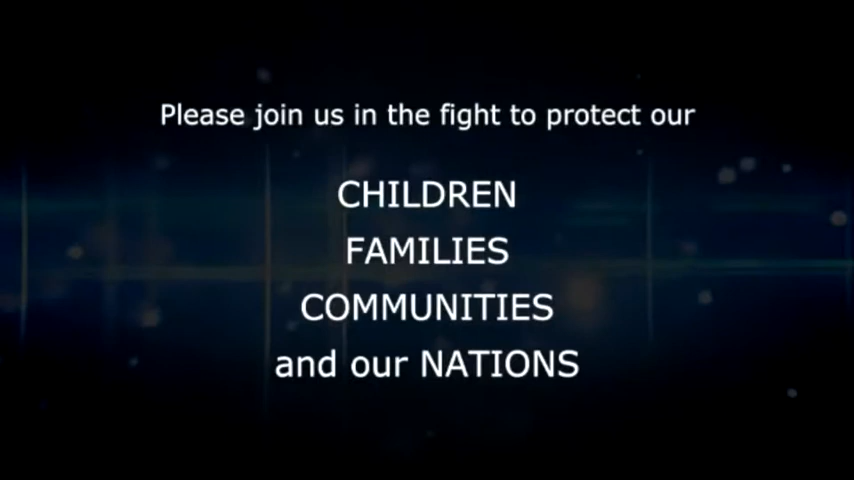 Please join us in the fight to protect our
CHILDREN
FAMILIES
COMMUNITIES
and our NATIONS